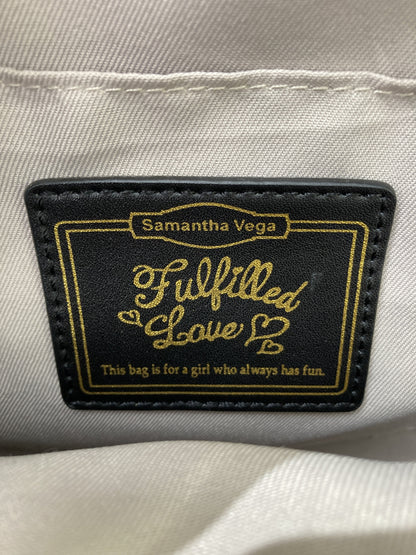 Samantha Vega
Fulfilled
Love
This bag is for a girl who always has fun.